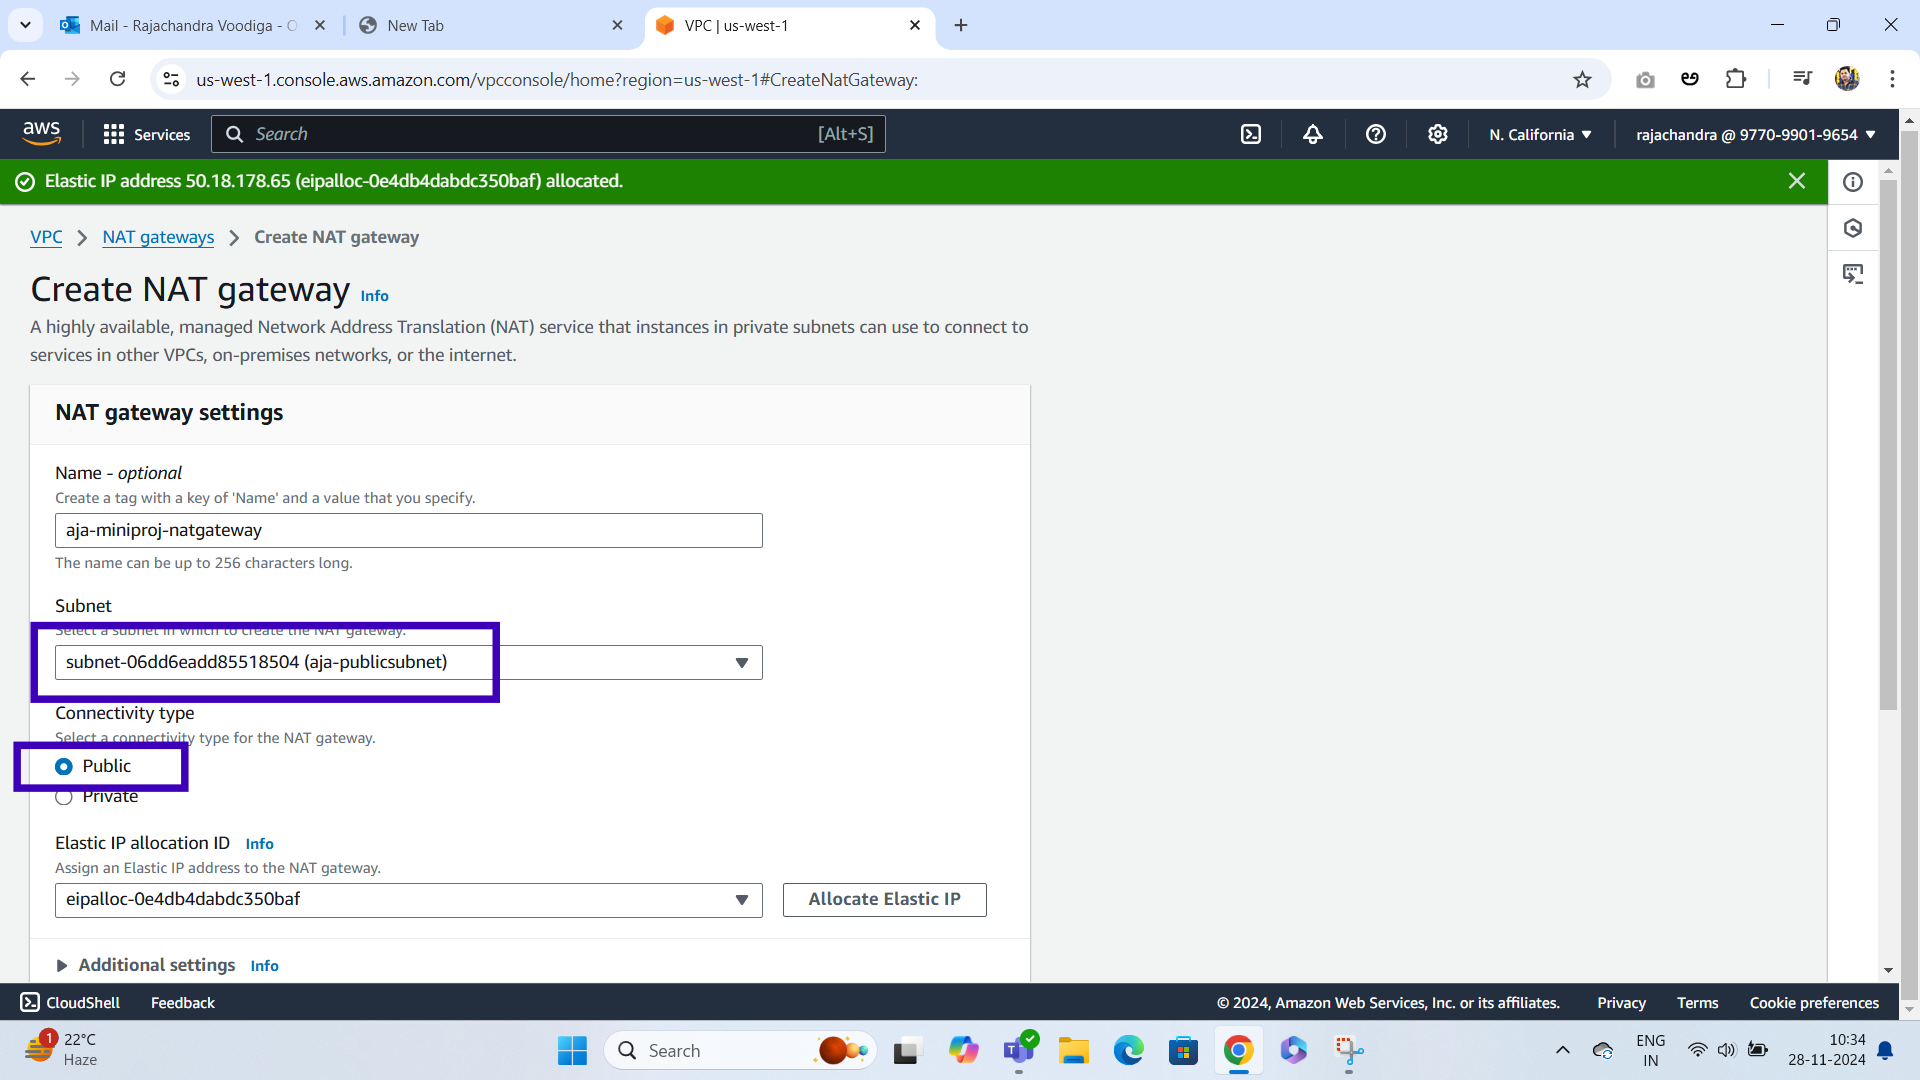 Mail - Rajachandra Voodiga - O
New Tab
VPC | us-west-1
us-west-1.console.aws.amazon.com/vpcconsole/home?region=us-west-1#CreateNatGateway:
aws
Services
Search
[Alt+S]
N. California
rajachandra @ 9770-9901-9654
Elastic IP address 50.18.178.65 (eipalloc-0e4db4dabdc350baf) allocated.
VPC
NAT gateways
Create NAT gateway
Create NAT gateway Info
A highly available, managed Network Address Translation (NAT) service that instances in private subnets can use to connect to
services in other VPCs, on-premises networks, or the internet.
NAT gateway settings
Name - optional
Create a tag with a key of 'Name' and a value that you specify.
aja-miniproj-natgateway
The name can be up to 256 characters long.
Subnet
Select a subnet in which to create the NAT gateway.
subnet-06dd6eadd85518504 (aja-publicsubnet)
Connectivity type
Select a connectivity type for the NAT gateway.
Public
Private
Elastic IP allocation ID Info
Assign an Elastic IP address to the NAT gateway.
eipalloc-0e4db4dabdc350baf
Allocate Elastic IP
Additional settings Info
CloudShell
Feedback
© 2024, Amazon Web Services, Inc. or its affiliates.
Privacy
Terms
Cookie preferences
1
22°C
Haze
Search
ENG
IN
10:34
28-11-2024